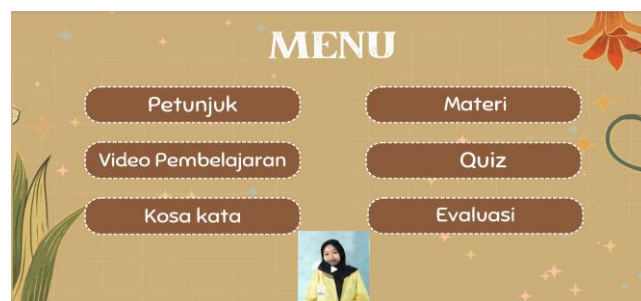 MENU
Petunjuk
Materi
Video Pembelajaran
Quiz
Kosa kata
Evaluasi